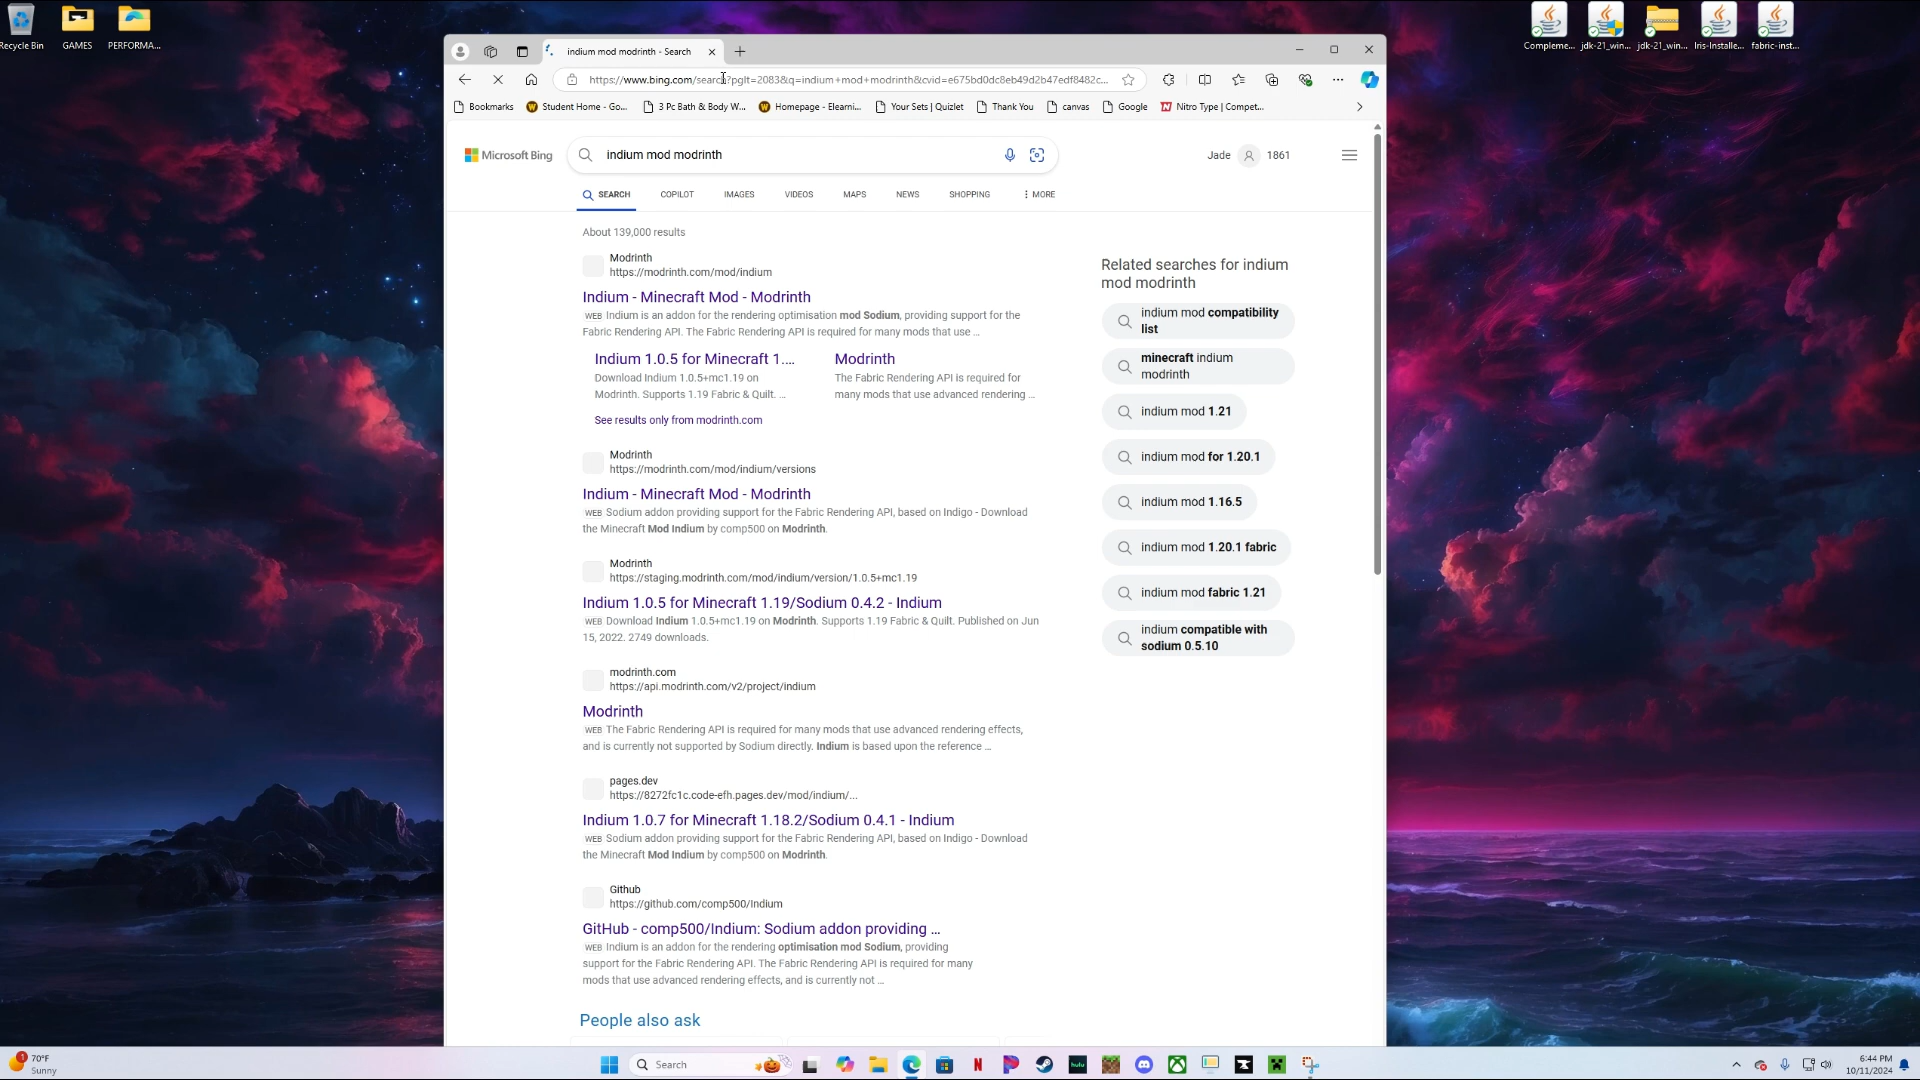 Recycle Bin
GAMES
PERFORMA...
Compleme...
jdk-21_win...
jdk-21_win...
Iris-Installe...
fabric-inst...
indium mod modrinth - Search
https://www.bing.com/search?pglt=2083&q=indium+mod+modrinth&cvid=e675bd0dc8eb49d2b47edf8482c...
Bookmarks
Student Home - Go...
3 Pc Bath & Body W...
Homepage - Elearni...
Your Sets | Quizlet
Thank You
canvas
Google
Nitro Type | Compet...
Microsoft Bing
indium mod modrinth
Jade
1861
SEARCH
COPILOT
IMAGES
VIDEOS
MAPS
NEWS
SHOPPING
MORE
About 139,000 results
Modrinth
https://modrinth.com/mod/indium
Indium - Minecraft Mod - Modrinth
WEB Indium is an addon for the rendering optimisation mod Sodium, providing support for the
Fabric Rendering API. The Fabric Rendering API is required for many mods that use ...
Indium 1.0.5 for Minecraft 1....
Download Indium 1.0.5+mc1.19 on
Modrinth. Supports 1.19 Fabric & Quilt. ...
Modrinth
The Fabric Rendering API is required for
many mods that use advanced rendering ...
See results only from modrinth.com
Modrinth
https://modrinth.com/mod/indium/versions
Indium - Minecraft Mod - Modrinth
WEB Sodium addon providing support for the Fabric Rendering API, based on Indigo - Download
the Minecraft Mod Indium by comp500 on Modrinth.
Modrinth
https://staging.modrinth.com/mod/indium/version/1.0.5+mc1.19
Indium 1.0.5 for Minecraft 1.19/Sodium 0.4.2 - Indium
WEB Download Indium 1.0.5+mc1.19 on Modrinth. Supports 1.19 Fabric & Quilt. Published on Jun
15, 2022. 2749 downloads.
modrinth.com
https://api.modrinth.com/v2/project/indium
Modrinth
WEB The Fabric Rendering API is required for many mods that use advanced rendering effects,
and is currently not supported by Sodium directly. Indium is based upon the reference ...
pages.dev
https://8272fc1c.code-efh.pages.dev/mod/indium/...
Indium 1.0.7 for Minecraft 1.18.2/Sodium 0.4.1 - Indium
WEB Sodium addon providing support for the Fabric Rendering API, based on Indigo - Download
the Minecraft Mod Indium by comp500 on Modrinth.
Github
https://github.com/comp500/Indium
GitHub - comp500/Indium: Sodium addon providing ...
WEB Indium is an addon for the rendering optimisation mod Sodium, providing
support for the Fabric Rendering API. The Fabric Rendering API is required for many
mods that use advanced rendering effects, and is currently not ...
People also ask
Related searches for indium
mod modrinth
indium mod compatibility
list
minecraft indium
modrinth
indium mod 1.21
indium mod for 1.20.1
indium mod 1.16.5
indium mod 1.20.1 fabric
indium mod fabric 1.21
indium compatible with
sodium 0.5.10
1
70°F
Sunny
Search
hulu
6:44 PM
10/11/2024